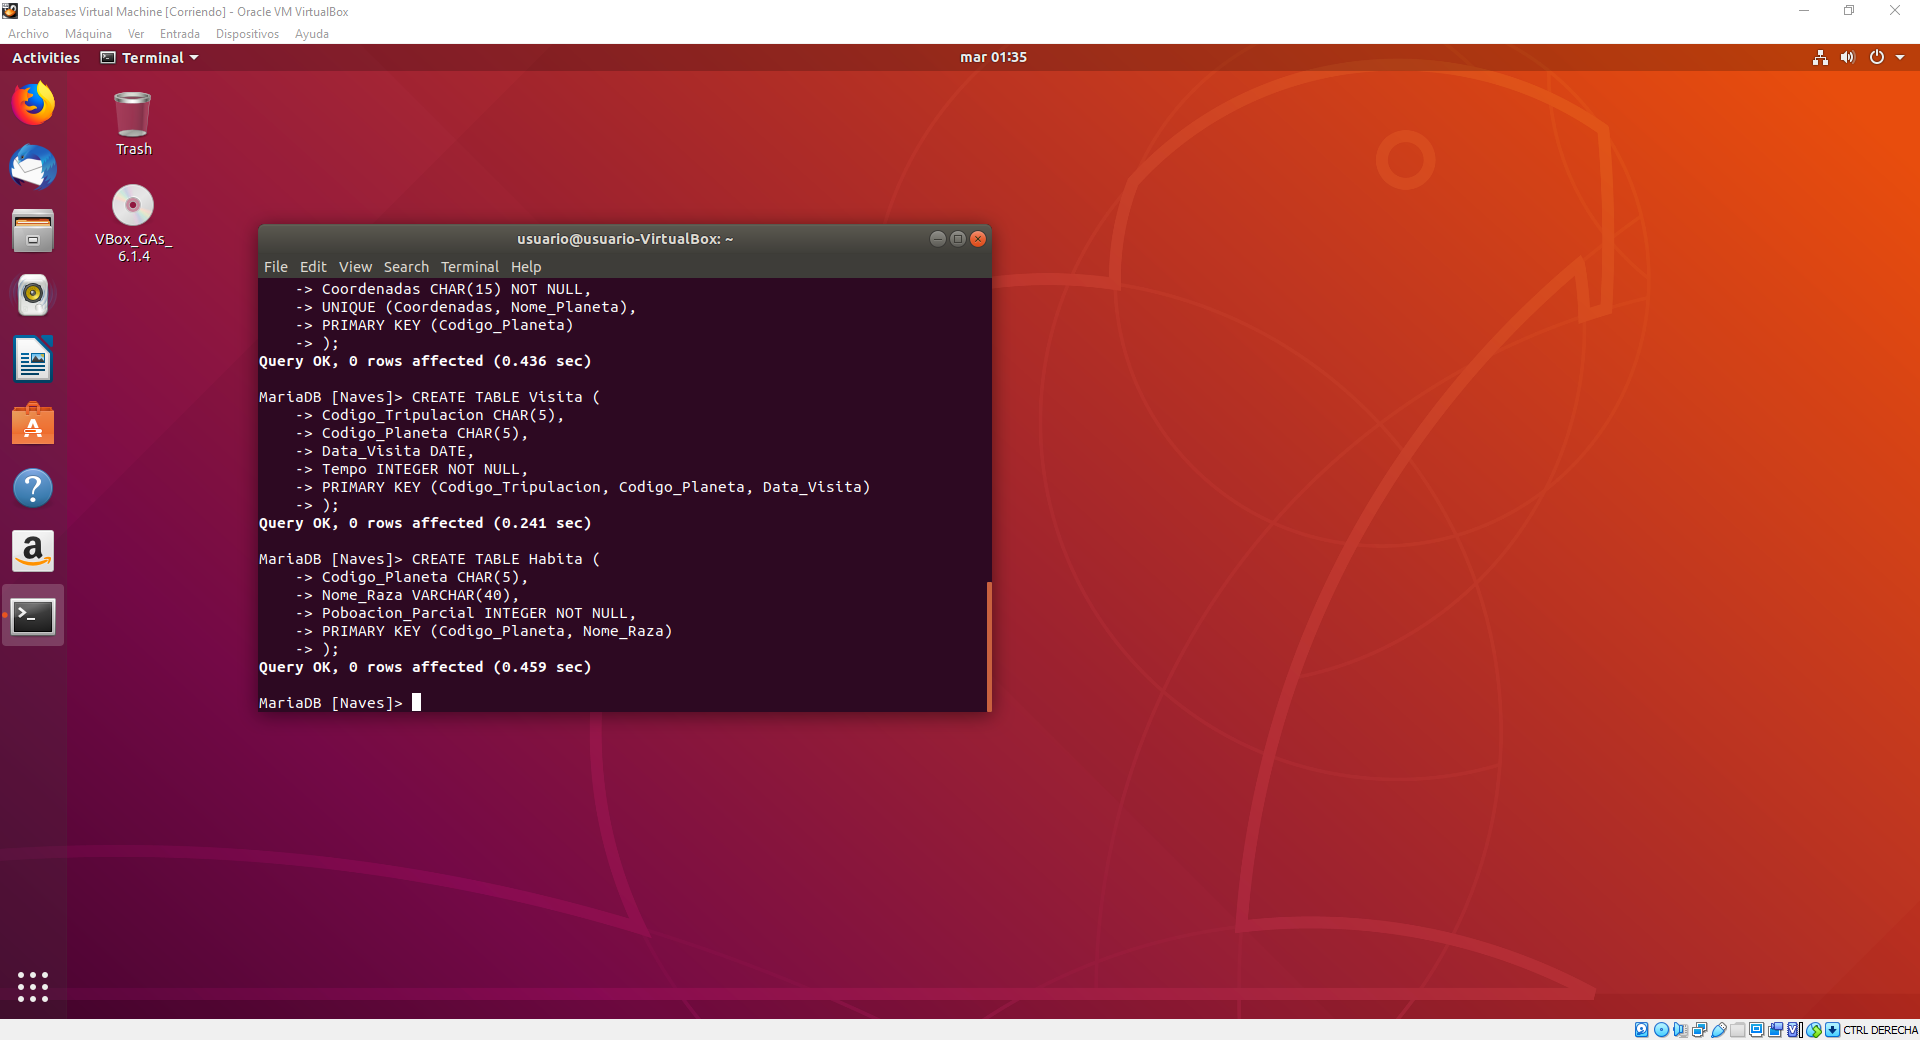 Databases Virtual Machine [Corriendo] - Oracle VM VirtualBox
Archivo Máquina Ver Entrada Dispositivos Ayuda
Activities Terminal mar 01:35
Trash
VBox_GAs_
6.1.4
usuario@usuario-VirtualBox: ~
File Edit View Search Terminal Help
-> Coordenadas CHAR(15) NOT NULL,
-> UNIQUE (Coordenadas, Nome_Planeta),
-> PRIMARY KEY (Codigo_Planeta)
-> );
Query OK, 0 rows affected (0.436 sec)
MariaDB [Naves]> CREATE TABLE Visita (
-> Codigo_Tripulacion CHAR(5),
-> Codigo_Planeta CHAR(5),
-> Data_Visita DATE,
-> Tempo INTEGER NOT NULL,
-> PRIMARY KEY (Codigo_Tripulacion, Codigo_Planeta, Data_Visita)
-> );
Query OK, 0 rows affected (0.241 sec)
MariaDB [Naves]> CREATE TABLE Habita (
-> Codigo_Planeta CHAR(5),
-> Nome_Raza VARCHAR(40),
-> Poboacion_Parcial INTEGER NOT NULL,
-> PRIMARY KEY (Codigo_Planeta, Nome_Raza)
-> );
Query OK, 0 rows affected (0.459 sec)
MariaDB [Naves]>
CTRL DERECHA